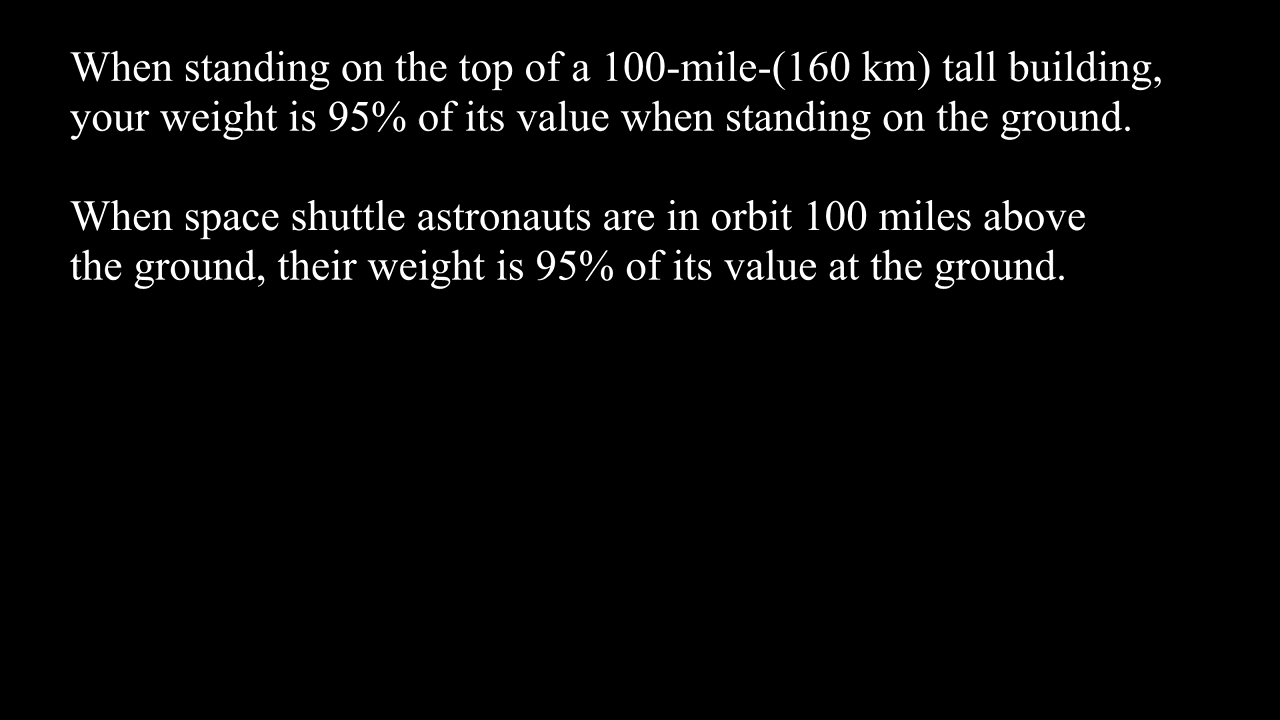 When standing on the top of a 100-mile-(160 km) tall building,
your weight is 95% of its value when standing on the ground.
When space shuttle astronauts are in orbit 100 miles above
the ground, their weight is 95% of its value at the ground.